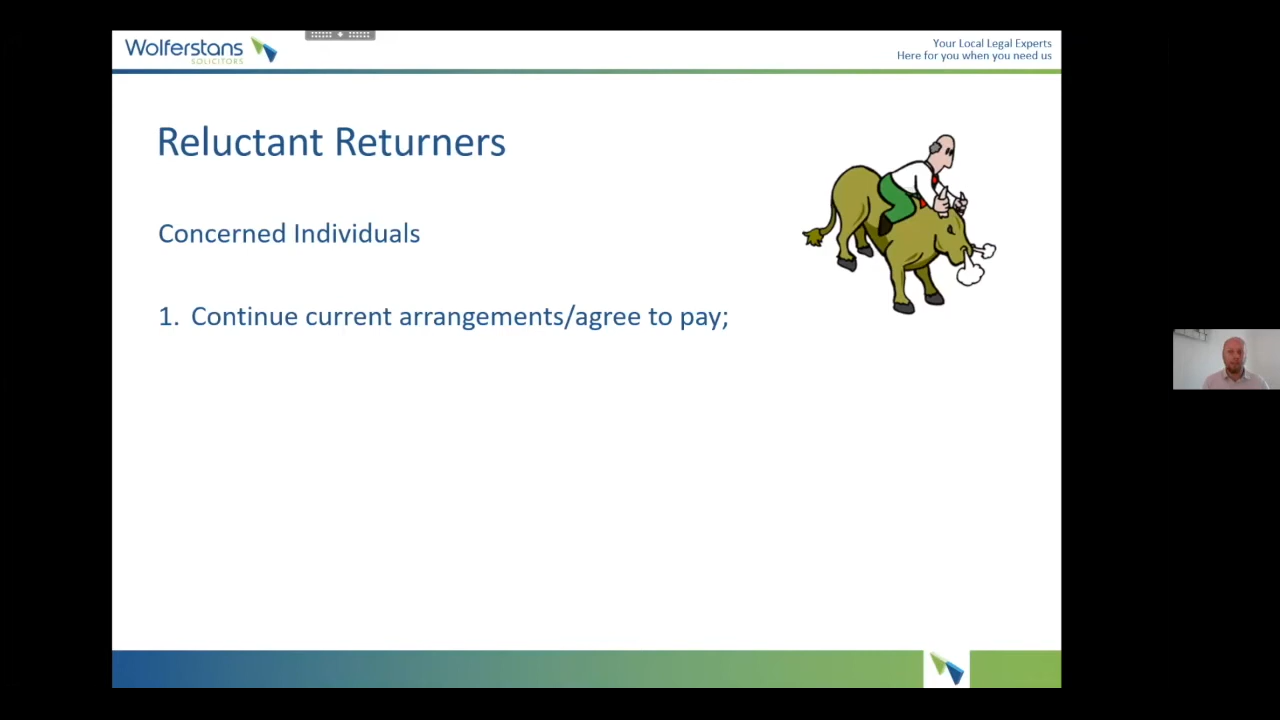 Wolferstans
SOLICITORS
Your Local Legal Experts
Here for you when you need us
Reluctant Returners
Concerned Individuals
1. Continue current arrangements/agree to pay;